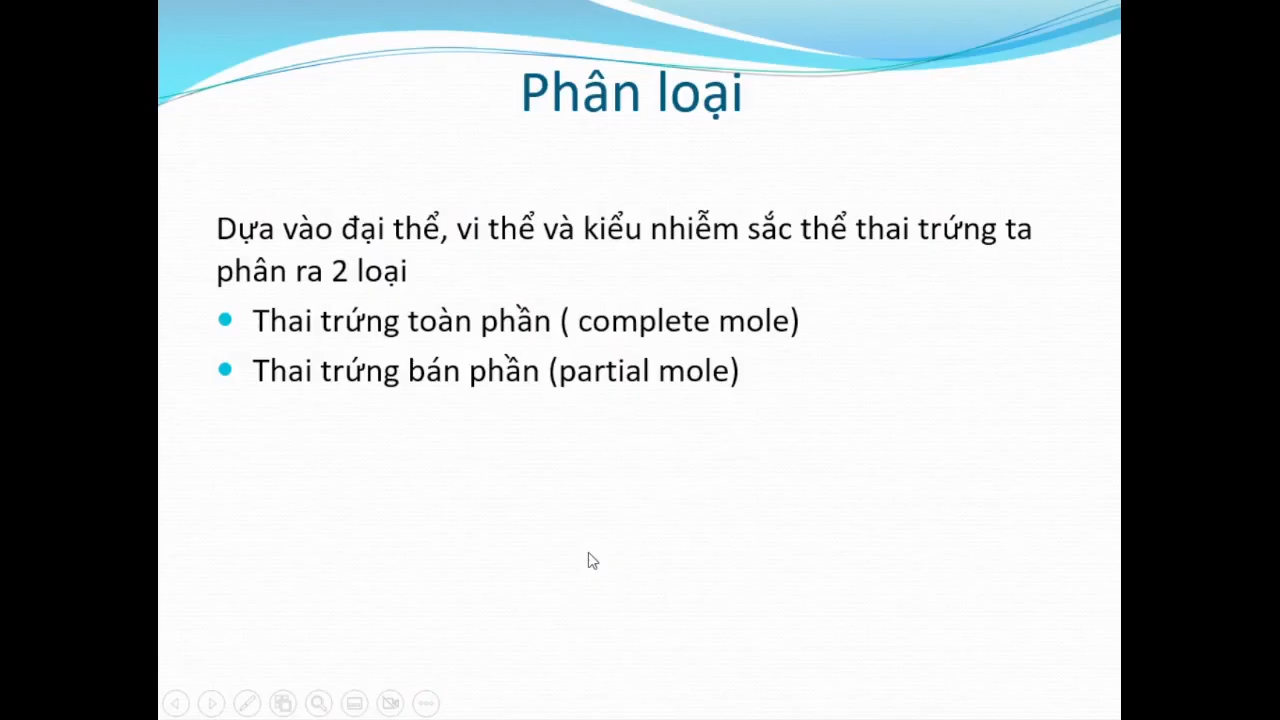 Phân loại
Dựa vào đại thể, vi thể và kiểu nhiễm sắc thể thai trứng ta
phân ra 2 loại
Thai trứng toàn phần ( complete mole)
Thai trứng bán phần (partial mole)